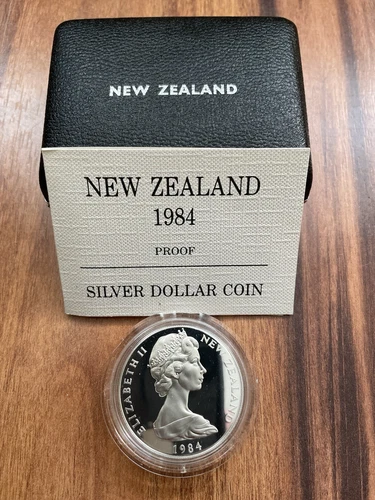 NEW ZEALAND
NEW ZEALAND
1984
PROOF
SILVER DOLLAR COIN
ELIZABETH II
NEW ZEALAND
1984